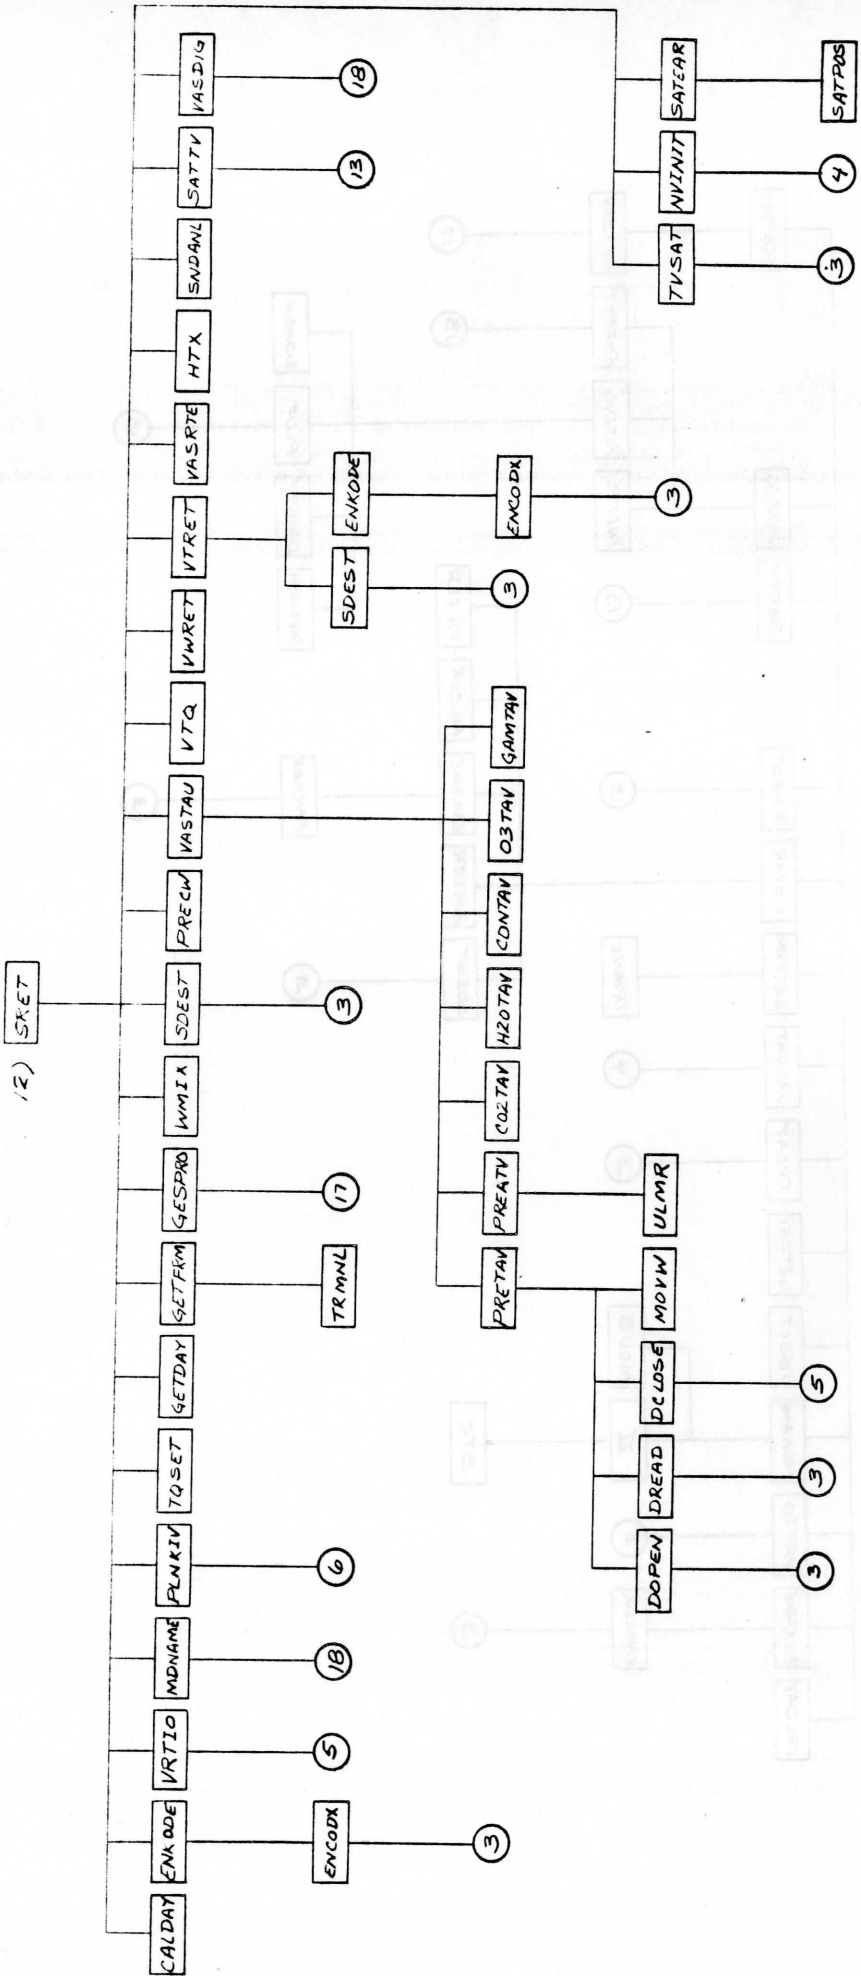 12) SRET
CALDAY ENKODE VRTIO MDNAME PLNKIV TQSET GETDAY GETFRM GESPRO WMIX SDEST PRECW VASTAU VTQ VWRET VTRET VASRTE HTX SNDANL SATTV VASDIG
ENCODX 5 18 6 TRMNL 17 3 13 18
3
SDEST ENKODE
3 ENCODX
3
PRETAV PREATV CO2TAV H2OTAV CONTAV O3TAV GAMTAV
DOPEN DREAD DCLOSE MOVW ULMR
3 3 5
TVSAT NVINIT SATEAR
3 4 SATPOS